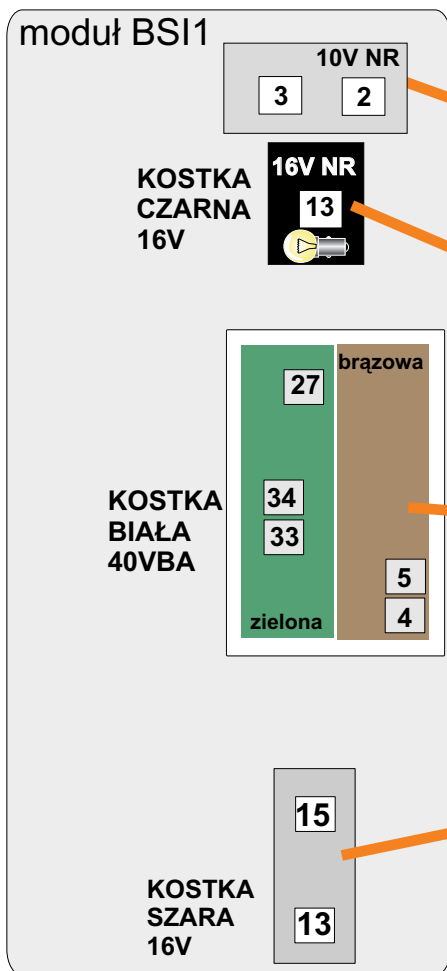 moduł BSI1
10V NR
3 2
KOSTKA
CZARNA
16V
16V NR
13
brązowa
27
34
33
KOSTKA
BIAŁA
40VBA
5
4
zielona
15
13
KOSTKA
SZARA
16V